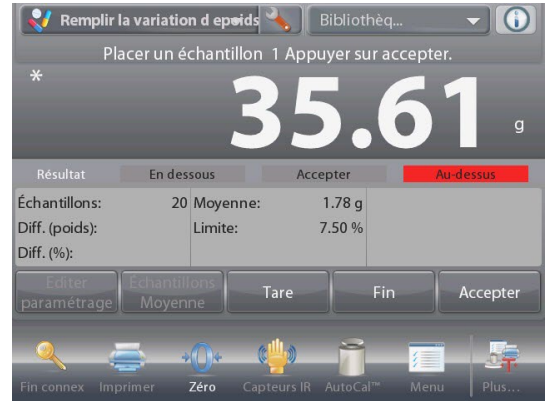 Remplir la variation d epoids Bibliothèq...
Placer un échantillon 1 Appuyer sur accepter.
*
35.61 g
Résultat En dessous Accepter Au-dessus
Échantillons: 20 Moyenne: 1.78 g
Diff. (poids): Limite: 7.50 %
Diff. (%):
Editer paramétrage Échantillons Moyenne Tare Fin Accepter
Fin connex Imprimer Zéro Capteurs IR AutoCal™ Menu Plus...